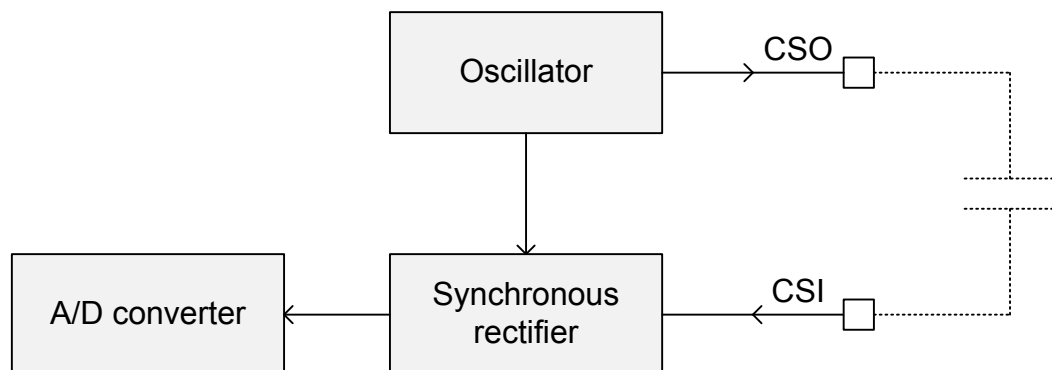 Oscillator
CSO
A/D converter
Synchronous
rectifier
CSI